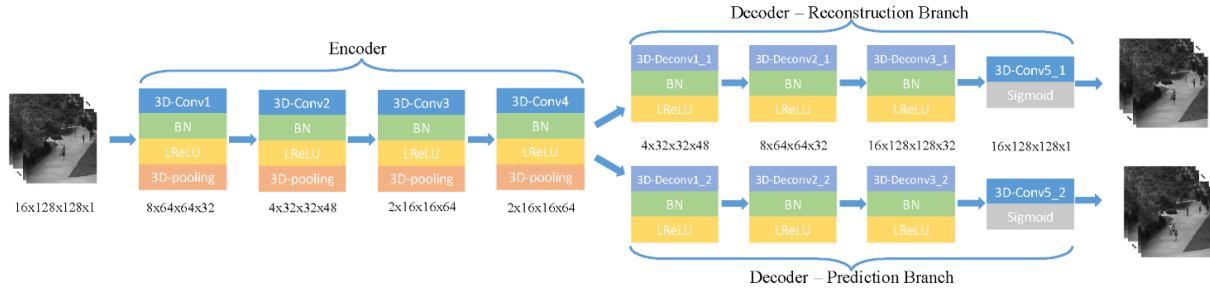 Decoder – Reconstruction Branch
Encoder
3D-Conv1
BN
LReLU
3D-pooling
3D-Conv2
BN
LReLU
3D-pooling
3D-Conv3
BN
LReLU
3D-pooling
3D-Conv4
BN
LReLU
3D-pooling
16x128x128x1
8x64x64x32
4x32x32x48
2x16x16x64
2x16x16x64
3D-Deconv1_1
BN
LReLU
3D-Deconv2_1
BN
LReLU
3D-Deconv3_1
BN
LReLU
3D-Conv5_1
Sigmoid
4x32x32x48
8x64x64x32
16x128x128x32
16x128x128x1
3D-Deconv1_2
BN
LReLU
3D-Deconv2_2
BN
LReLU
3D-Deconv3_2
BN
LReLU
3D-Conv5_2
Sigmoid
Decoder – Prediction Branch